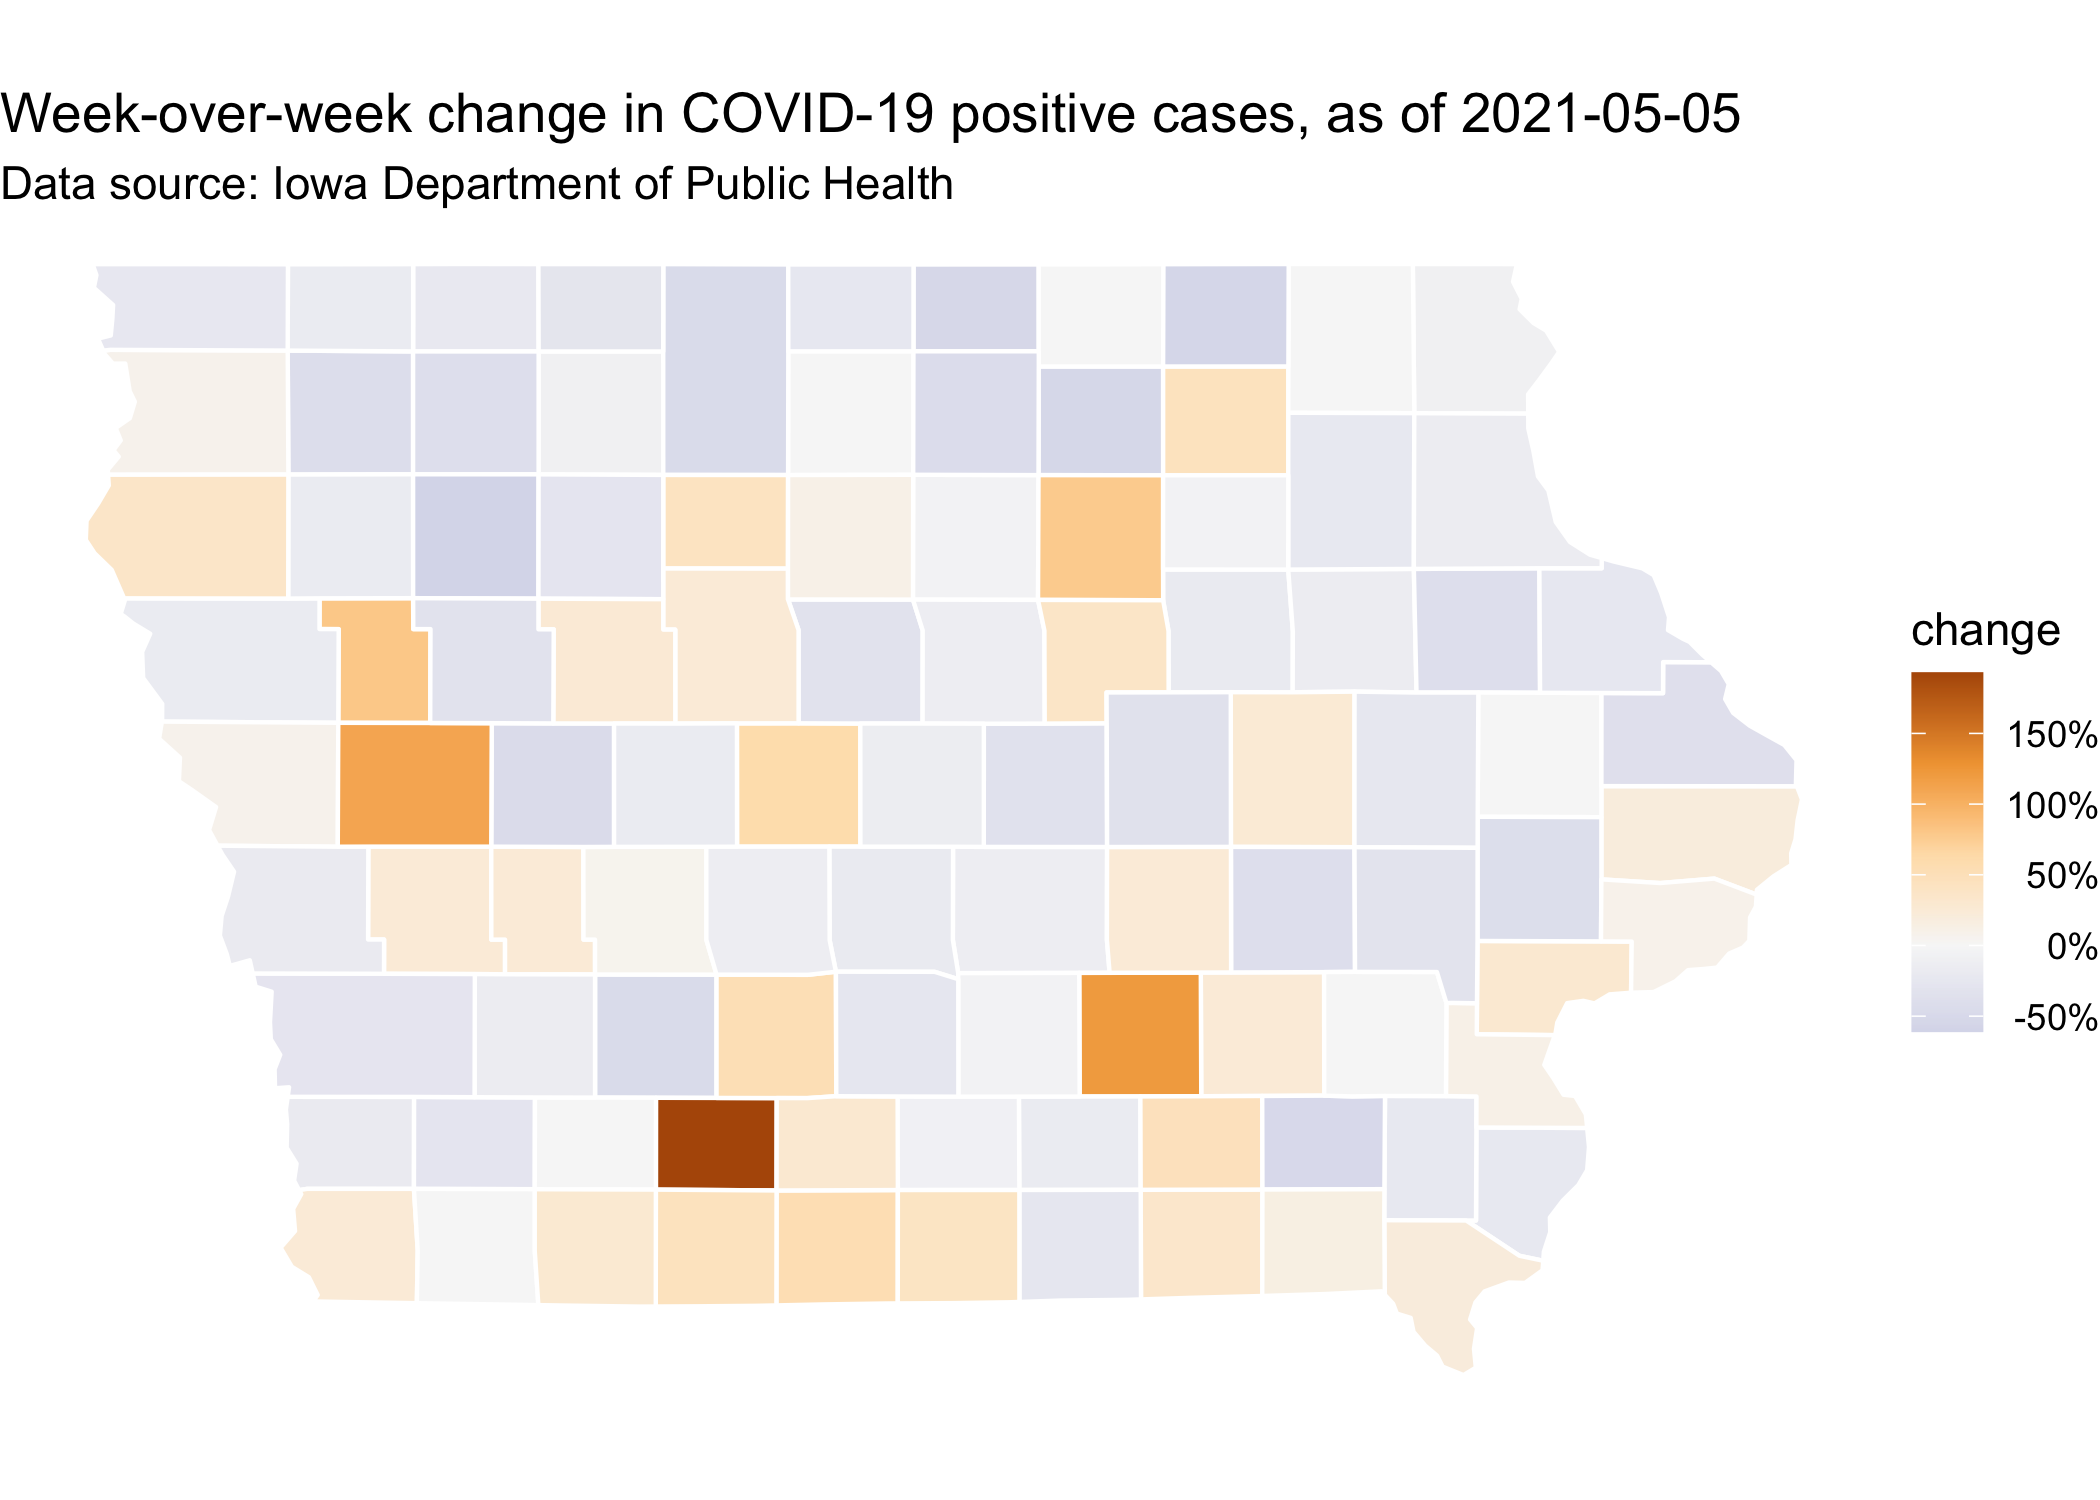 Week-over-week change in COVID-19 positive cases, as of 2021-05-05
Data source: Iowa Department of Public Health
change
150%
100%
50%
0%
-50%